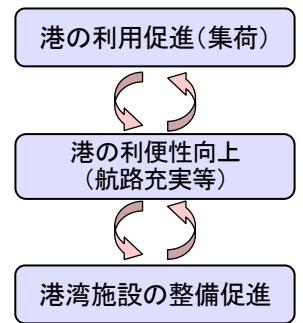 港の利用促進（集荷）
港の利便性向上
（航路充実等）
港湾施設の整備促進